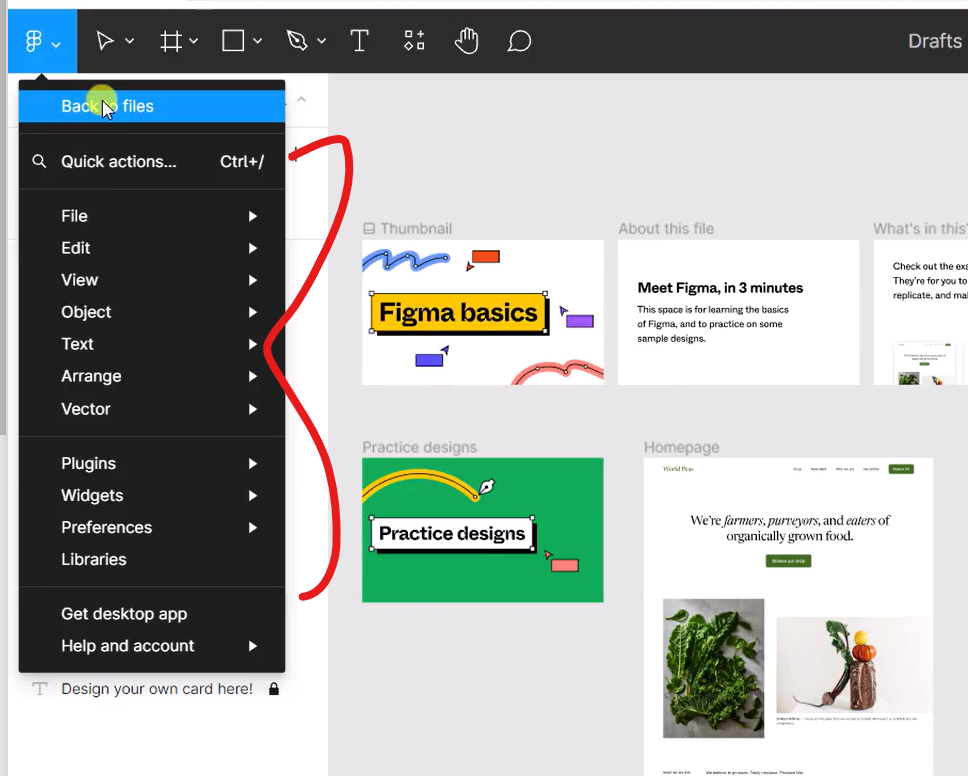 Drafts
Back to files
Quick actions... Ctrl+/
File
Edit
View
Object
Text
Arrange
Vector
Plugins
Widgets
Preferences
Libraries
Get desktop app
Help and account
Design your own card here!
Thumbnail
Figma basics
About this file
Meet Figma, in 3 minutes
This space is for learning the basics
of Figma, and to practice on some
sample designs.
What's in this?
Check out the exa
They're for you to
replicate, and mak
Practice designs
Practice designs
Homepage
World Peas
We're farmers, purveyors, and eaters of
organically grown food.
Browse our shop